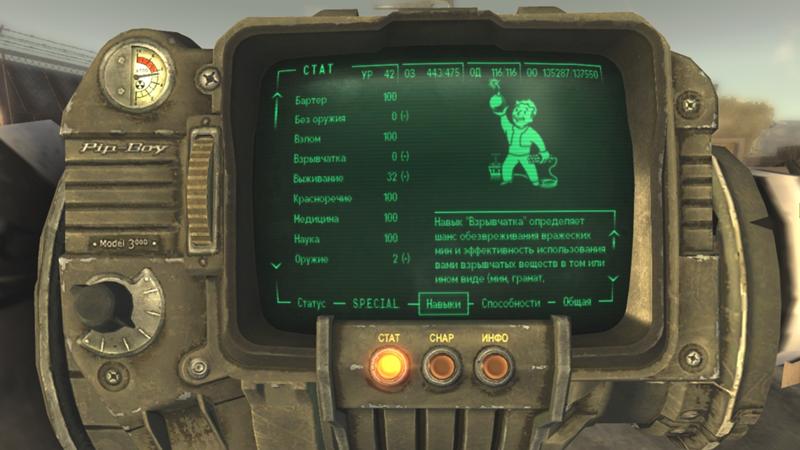 СТАТ УР 42 ОЗ 443/475 ОД 116/116 ОО 135287/137550
Бартер 100
Без оружия 0 (-)
Взлом 100
Взрывчатка 0 (-)
Выживание 32 (-)
Красноречие 100
Медицина 100
Наука 100
Оружие 2 (-)
Навык "Взрывчатка" определяет
шанс обезвреживания вражеских
мин и эффективность использования
вами взрывчатых веществ в том или
ином виде (мин, гранат,
Статус SPECIAL Навыки Способности Общая
Pip-Boy
Model 3000
СТАТ СНАР ИНФО